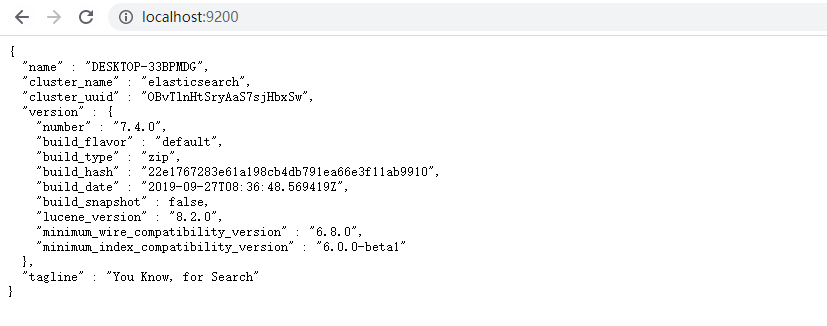 localhost:9200
{
"name" : "DESKTOP-33BPMDG",
"cluster_name" : "elasticsearch",
"cluster_uuid" : "OBvTlnHtSryAaS7sjHbxSw",
"version" : {
"number" : "7.4.0",
"build_flavor" : "default",
"build_type" : "zip",
"build_hash" : "22e1767283e61a198cb4db791ea66e3f11ab9910",
"build_date" : "2019-09-27T08:36:48.569419Z",
"build_snapshot" : false,
"lucene_version" : "8.2.0",
"minimum_wire_compatibility_version" : "6.8.0",
"minimum_index_compatibility_version" : "6.0.0-beta1"
},
"tagline" : "You Know, for Search"
}